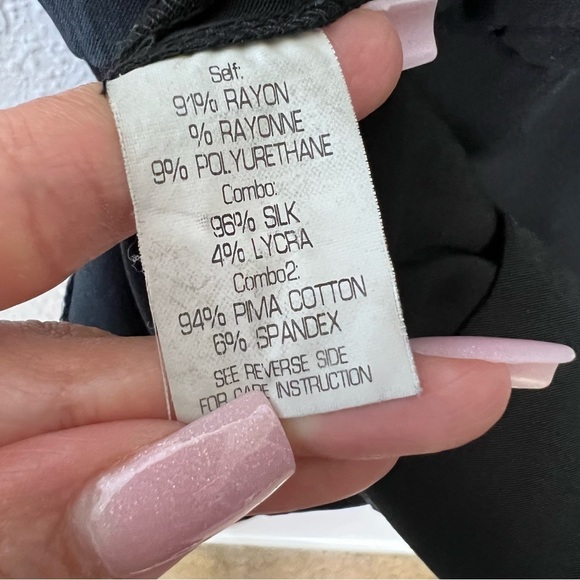 Self:
91% RAYON
% RAYONNE
9% POLYURETHANE
Combo:
96% SILK
4% LYCRA
Combo2:
94% PIMA COTTON
6% SPANDEX
SEE REVERSE SIDE
FOR CARE INSTRUCTION